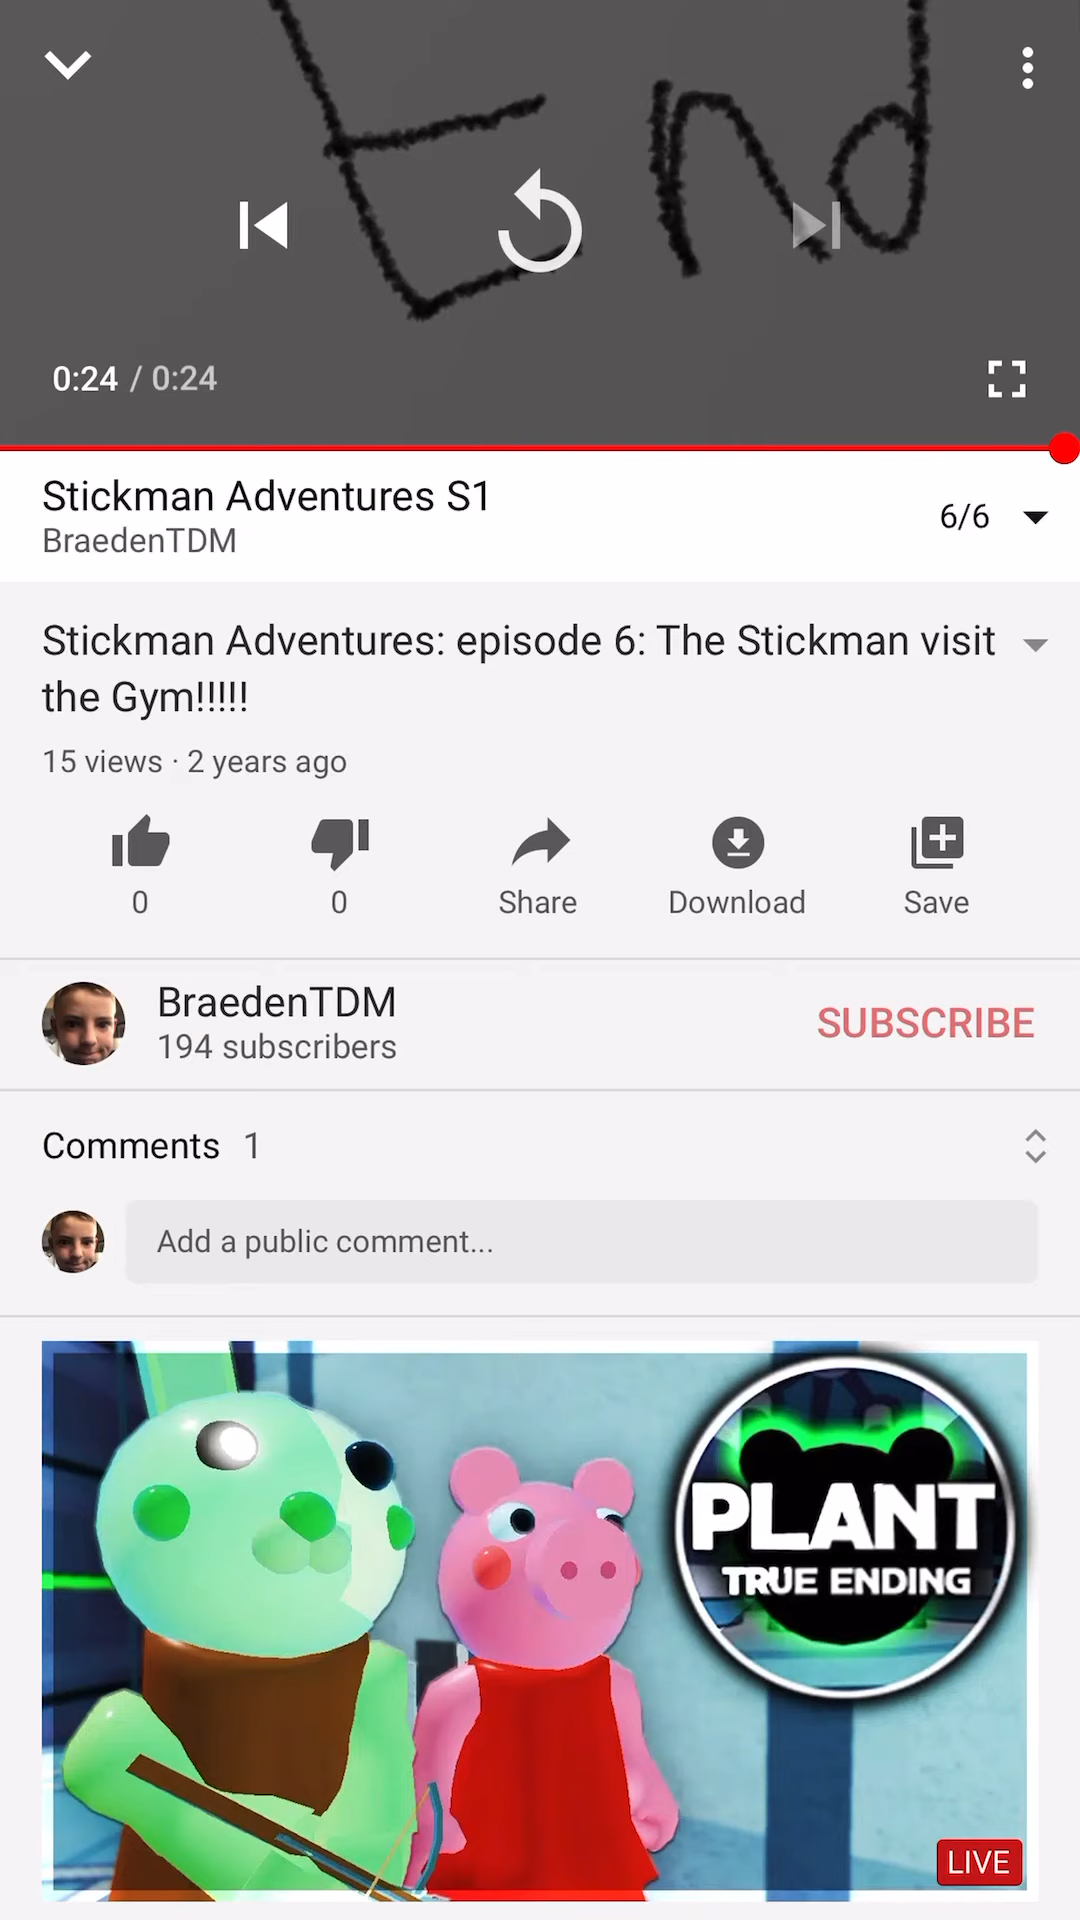 End
0:24 / 0:24
Stickman Adventures S1
BraedenTDM
6/6
Stickman Adventures: episode 6: The Stickman visit
the Gym!!!!!
15 views · 2 years ago
0
0
Share
Download
Save
BraedenTDM
194 subscribers
SUBSCRIBE
Comments 1
Add a public comment...
PLANT
TRUE ENDING
LIVE